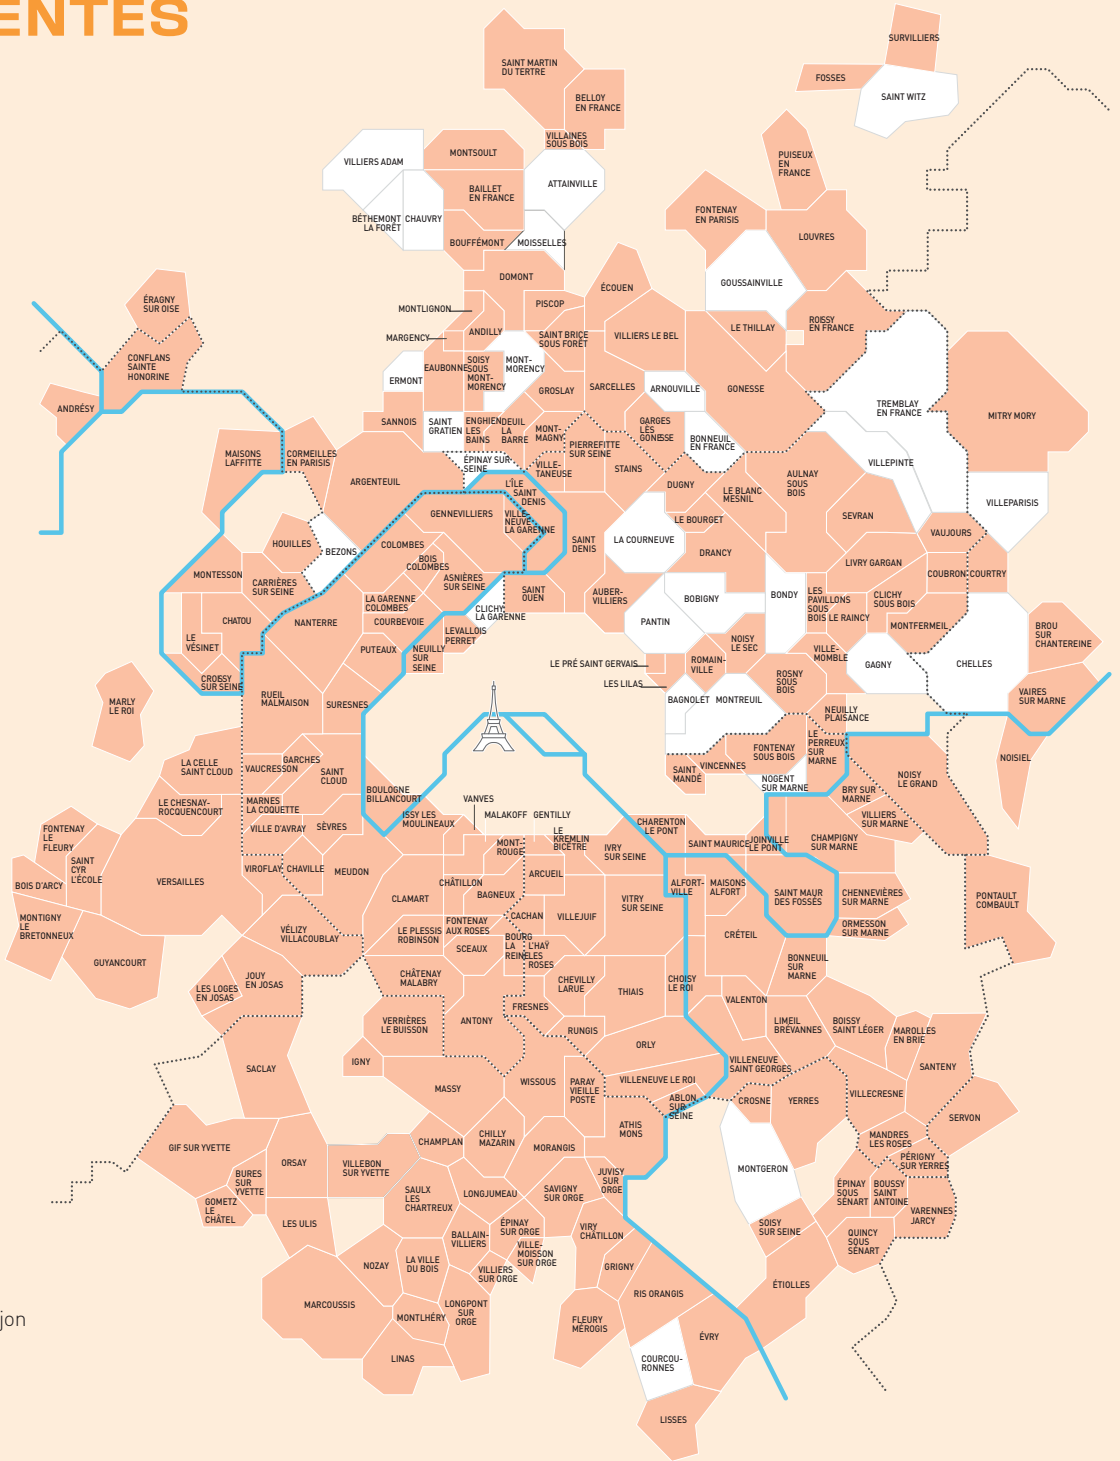 ENTES
SURVILLIERS
FOSSES
SAINT WITZ
SAINT MARTIN
DU TERTRE
BELLOY
EN FRANCE
VILLAINES
SOUS BOIS
VILLIERS ADAM
MONTSOULT
ATTAINVILLE
PUISEUX
EN
FRANCE
BAILLET
EN FRANCE
BÉTHEMONT
LA FORÊT
CHAUVRY
FONTENAY
EN PARISIS
BOUFFÉMONT
MOISSELLES
LOUVRES
DOMONT
GOUSSAINVILLE
ÉCOUEN
ÉRAGNY
SUR OISE
MONTLIGNON
PISCOP
ROISSY
EN FRANCE
MARGENCY
ANDILLY
SAINT BRICE
SOUS FORÊT
VILLIERS LE BEL
LE THILLAY
CONFLANS
SAINTE
HONORINE
EAUBONNE
SOISY
SOUS
MONT-
MORENCY
MONT-
MORENCY
ERMONT
GROSLAY
SARCELLES
ARNOUVILLE
GONESSE
TREMBLAY
EN FRANCE
MITRY MORY
ANDRÉSY
SANNOIS
SAINT
GRATIEN
ENGHIEN
LES
BAINS
DEUIL
LA
BARRE
MONT-
MAGNY
GARGES
LÈS
GONESSE
BONNEUIL
EN FRANCE
PIERREFITTE
SUR SEINE
MAISONS
LAFFITTE
CORMEILLES
EN PARISIS
ÉPINAY SUR
SEINE
VILLE-
TANEUSE
STAINS
VILLEPINTE
ARGENTEUIL
L'ÎLE
SAINT
DENIS
DUGNY
AULNAY
SOUS
BOIS
LE BLANC
MESNIL
VILLEPARISIS
GENNEVILLIERS
VILLE-
NEUVE
LA GARENNE
LE BOURGET
SEVRAN
VAUJOURS
HOUILLES
BEZONS
COLOMBES
BOIS
COLOMBES
SAINT
DENIS
LA COURNEUVE
DRANCY
LIVRY GARGAN
COUBRON
COURTRY
MONTESSON
CARRIÈRES
SUR SEINE
ASNIÈRES
SUR SEINE
SAINT
OUEN
AUBER-
VILLIERS
BOBIGNY
BONDY
LES
PAVILLONS
SOUS
BOIS
CLICHY
SOUS BOIS
LA GARENNE
COLOMBES
CLICHY
LA GARENNE
LE RAINCY
MONTFERMEIL
CHATOU
NANTERRE
COURBEVOIE
PANTIN
LE
VÉSINET
LEVALLOIS
PERRET
NOISY
LE SEC
BROU
SUR
CHANTEREINE
PUTEAUX
NEUILLY
SUR
SEINE
LE PRÉ SAINT GERVAIS
ROMAIN-
VILLE
VILLE-
MOMBLE
GAGNY
CHELLES
CROISSY
SUR SEINE
LES LILAS
ROSNY
SOUS
BOIS
MARLY
LE ROI
RUEIL
MALMAISON
SURESNES
BAGNOLET
MONTREUIL
NEUILLY
PLAISANCE
VAIRES
SUR MARNE
LE
PERREUX
SUR
MARNE
FONTENAY
SOUS BOIS
NOISIEL
LA CELLE
SAINT CLOUD
VAUCRESSON
GARCHES
SAINT
CLOUD
SAINT
MANDÉ
VINCENNES
NOGENT
SUR MARNE
NOISY
LE GRAND
BOULOGNE
BILLANCOURT
BRY SUR
MARNE
LE CHESNAY-
ROCQUENCOURT
MARNES
LA COQUETTE
VANVES
ISSY LES
MOULINEAUX
MALAKOFF
GENTILLY
CHARENTON
LE PONT
VILLIERS
SUR MARNE
FONTENAY
LE
FLEURY
VILLE D'AVRAY
SÈVRES
LE
KREMLIN
BICÊTRE
SAINT MAURICE
JOINVILLE
LE PONT
CHAMPIGNY
SUR MARNE
MONT-
ROUGE
IVRY
SUR SEINE
SAINT
CYR
L'ÉCOLE
VERSAILLES
VIROFLAY
CHAVILLE
MEUDON
ARCUEIL
BOIS D'ARCY
CHÂTILLON
BAGNEUX
ALFORT-
VILLE
MAISONS
ALFORT
SAINT MAUR
DES FOSSÉS
CHENNEVIÈRES
SUR MARNE
PONTAULT
COMBAULT
CLAMART
VITRY
SUR SEINE
MONTIGNY
LE
BRETONNEUX
CACHAN
VILLEJUIF
VÉLIZY
VILLACOUBLAY
LE PLESSIS
ROBINSON
FONTENAY
AUX ROSES
ORMESSON
SUR MARNE
CRÉTEIL
SCEAUX
BOURG
LA
REINE
L'HAŸ
LES
ROSES
GUYANCOURT
BONNEUIL
SUR
MARNE
JOUY
EN JOSAS
LES LOGES
EN JOSAS
CHÂTENAY
MALABRY
CHEVILLY
LARUE
THIAIS
CHOISY
LE ROI
VALENTON
FRESNES
ANTONY
VERRIÈRES
LE BUISSON
RUNGIS
LIMEIL
BRÉVANNES
BOISSY
SAINT LÉGER
MAROLLES
EN BRIE
ORLY
IGNY
VILLENEUVE
SAINT GEORGES
SANTENY
SACLAY
MASSY
WISSOUS
PARAY
VIEILLE
POSTE
VILLENEUVE LE ROI
ABLON
SUR
SEINE
CROSNE
YERRES
VILLECRESNE
SERVON
ATHIS
MONS
MANDRES
LES ROSES
GIF SUR YVETTE
CHAMPLAN
CHILLY
MAZARIN
MORANGIS
PÉRIGNY
SUR YERRES
ORSAY
VILLEBON
SUR YVETTE
MONTGERON
BURES
SUR
YVETTE
JUVISY
SUR
ORGE
ÉPINAY
SOUS
SÉNART
BOUSSY
SAINT
ANTOINE
SAULX
LES
CHARTREUX
LONGJUMEAU
SAVIGNY
SUR ORGE
GOMETZ
LE
CHÂTEL
VARENNES
JARCY
LES ULIS
ÉPINAY
SUR ORGE
VIRY
CHÂTILLON
SOISY
SUR SEINE
QUINCY
SOUS
SÉNART
BALLAIN-
VILLIERS
VILLE-
MOISSON
SUR ORGE
NOZAY
LA VILLE
DU BOIS
VILLIERS
SUR ORGE
GRIGNY
ÉTIOLLES
RIS ORANGIS
MARCOUSSIS
LONGPONT
SUR
ORGE
MONTLHÉRY
FLEURY
MÉROGIS
jon
ÉVRY
LINAS
COURCOU-
RONNES
LISSES